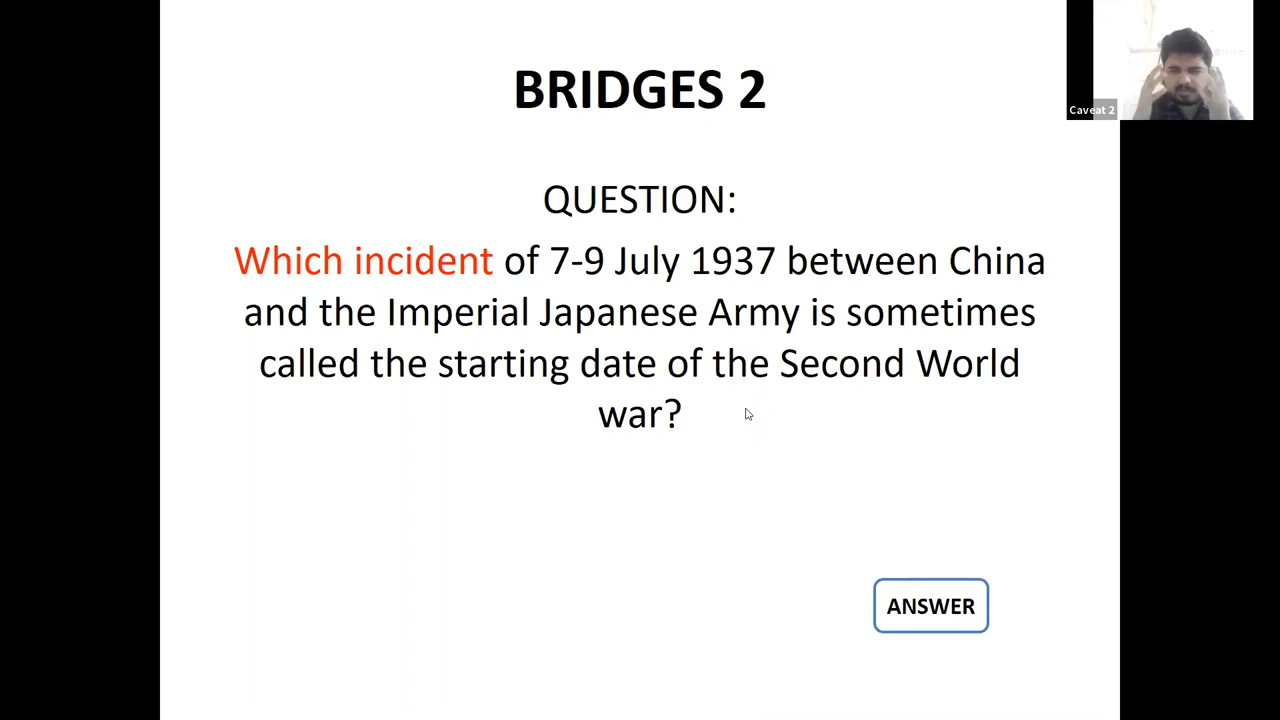 BRIDGES 2
Caveat 2
QUESTION:
Which incident of 7-9 July 1937 between China
and the Imperial Japanese Army is sometimes
called the starting date of the Second World
war?
ANSWER